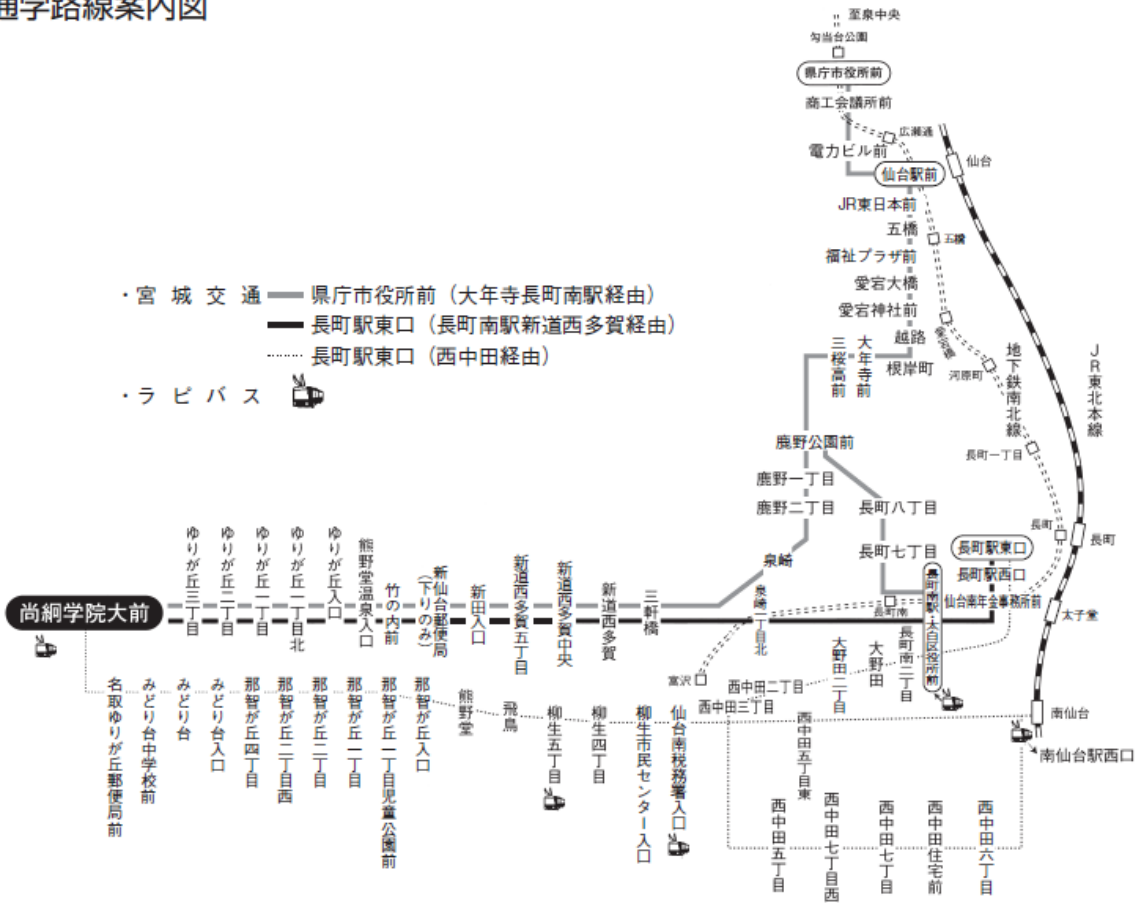 通学路線案内図
至泉中央
勾当台公園
県庁市役所前
商工会議所前
広瀬通
電力ビル前
仙台
仙台駅前
JR東日本前
五橋
五橋
福祉プラザ前
愛宕大橋
愛宕神社前
越路
根岸町
大年寺前
三桜高前
河原町
地下鉄南北線
JR東北本線
・宮城交通
県庁市役所前（大年寺長町南駅経由）
長町駅東口（長町南駅新道西多賀経由）
長町駅東口（西中田経由）
・ラピバス
鹿野公園前
長町一丁目
鹿野一丁目
鹿野二丁目
長町八丁目
長町七丁目
泉崎
長町
長町
長町駅東口
長町駅西口
長町南駅・太白区役所前
仙台南年金事務所前
長町南
太子堂
尚絅学院大前
ゆりが丘三丁目
ゆりが丘二丁目
ゆりが丘一丁目
ゆりが丘一丁目北
ゆりが丘入口
熊野堂温泉入口
竹の内前
新仙台郵便局
（下りのみ）
新田入口
新道西多賀五丁目
新道西多賀中央
新道西多賀
三軒橋
泉崎一丁目北
大野田二丁目
大野田
長町南二丁目
富沢
西中田二丁目
西中田三丁目
南仙台
南仙台駅西口
名取ゆりが丘郵便局前
みどり台中学校前
みどり台
みどり台入口
那智が丘四丁目
那智が丘二丁目西
那智が丘二丁目
那智が丘一丁目
那智が丘一丁目児童公園前
那智が丘入口
熊野堂
飛鳥
柳生五丁目
柳生四丁目
柳生市民センター入口
仙台南税務署入口
西中田五丁目東
西中田五丁目
西中田七丁目西
西中田七丁目
西中田住宅前
西中田六丁目